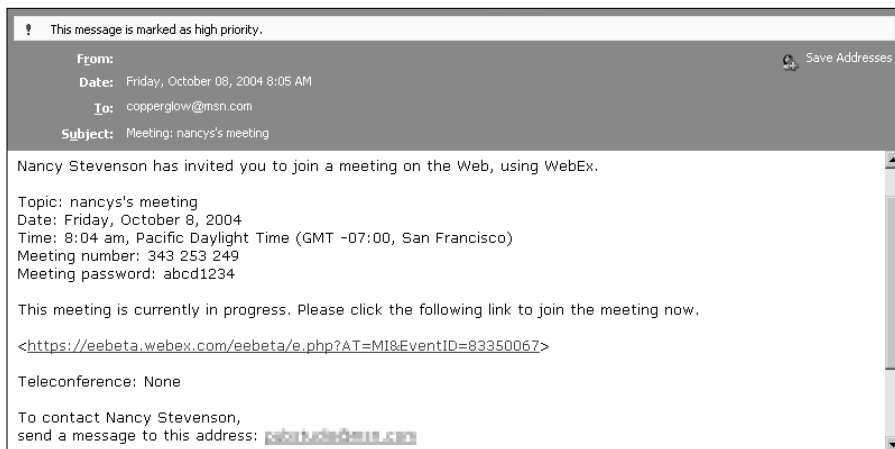 ! This message is marked as high priority.
From:
Save Addresses
Date: Friday, October 08, 2004 8:05 AM
To: copperglow@msn.com
Subject: Meeting: nancys's meeting
Nancy Stevenson has invited you to join a meeting on the Web, using WebEx.
Topic: nancys's meeting
Date: Friday, October 8, 2004
Time: 8:04 am, Pacific Daylight Time (GMT -07:00, San Francisco)
Meeting number: 343 253 249
Meeting password: abcd1234
This meeting is currently in progress. Please click the following link to join the meeting now.
<https://eebeta.webex.com/eebeta/e.php?AT=MI&EventID=83350067>
Teleconference: None
To contact Nancy Stevenson,
send a message to this address: